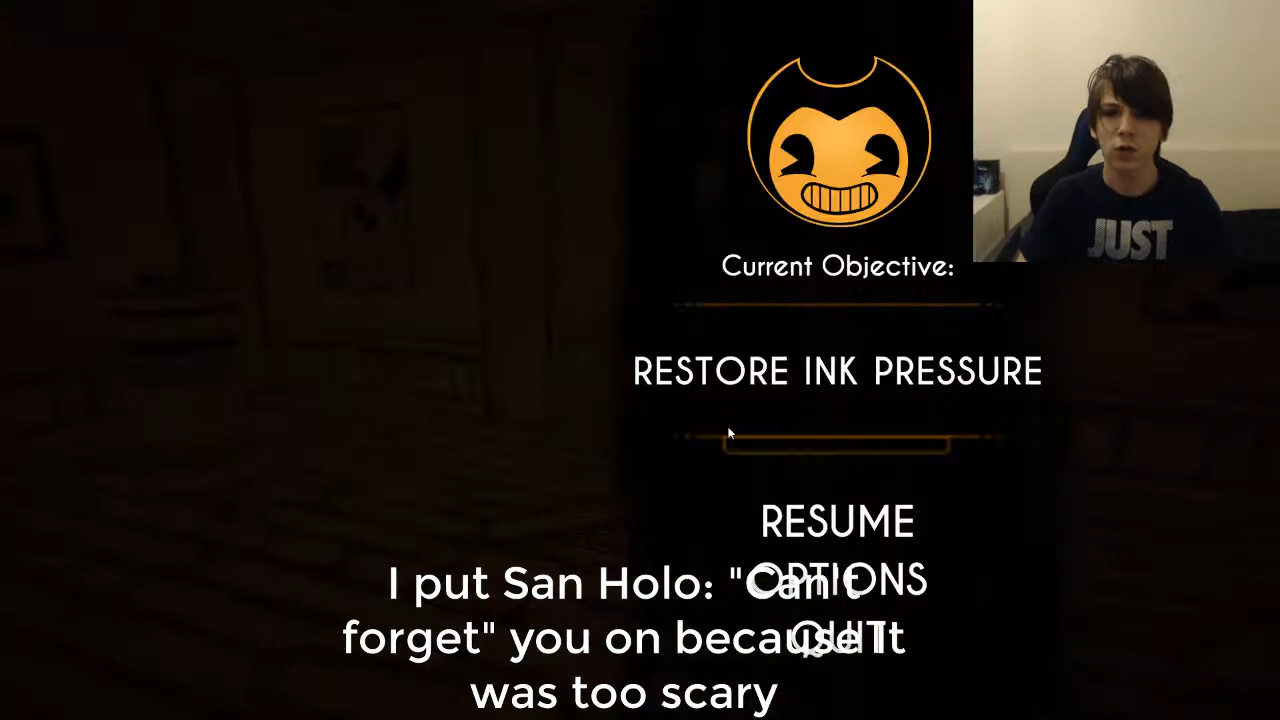 JUST
Current Objective:
RESTORE INK PRESSURE
RESUME
OPTIONS
QUIT
I put San Holo: "Can't
forget" you on because It
was too scary